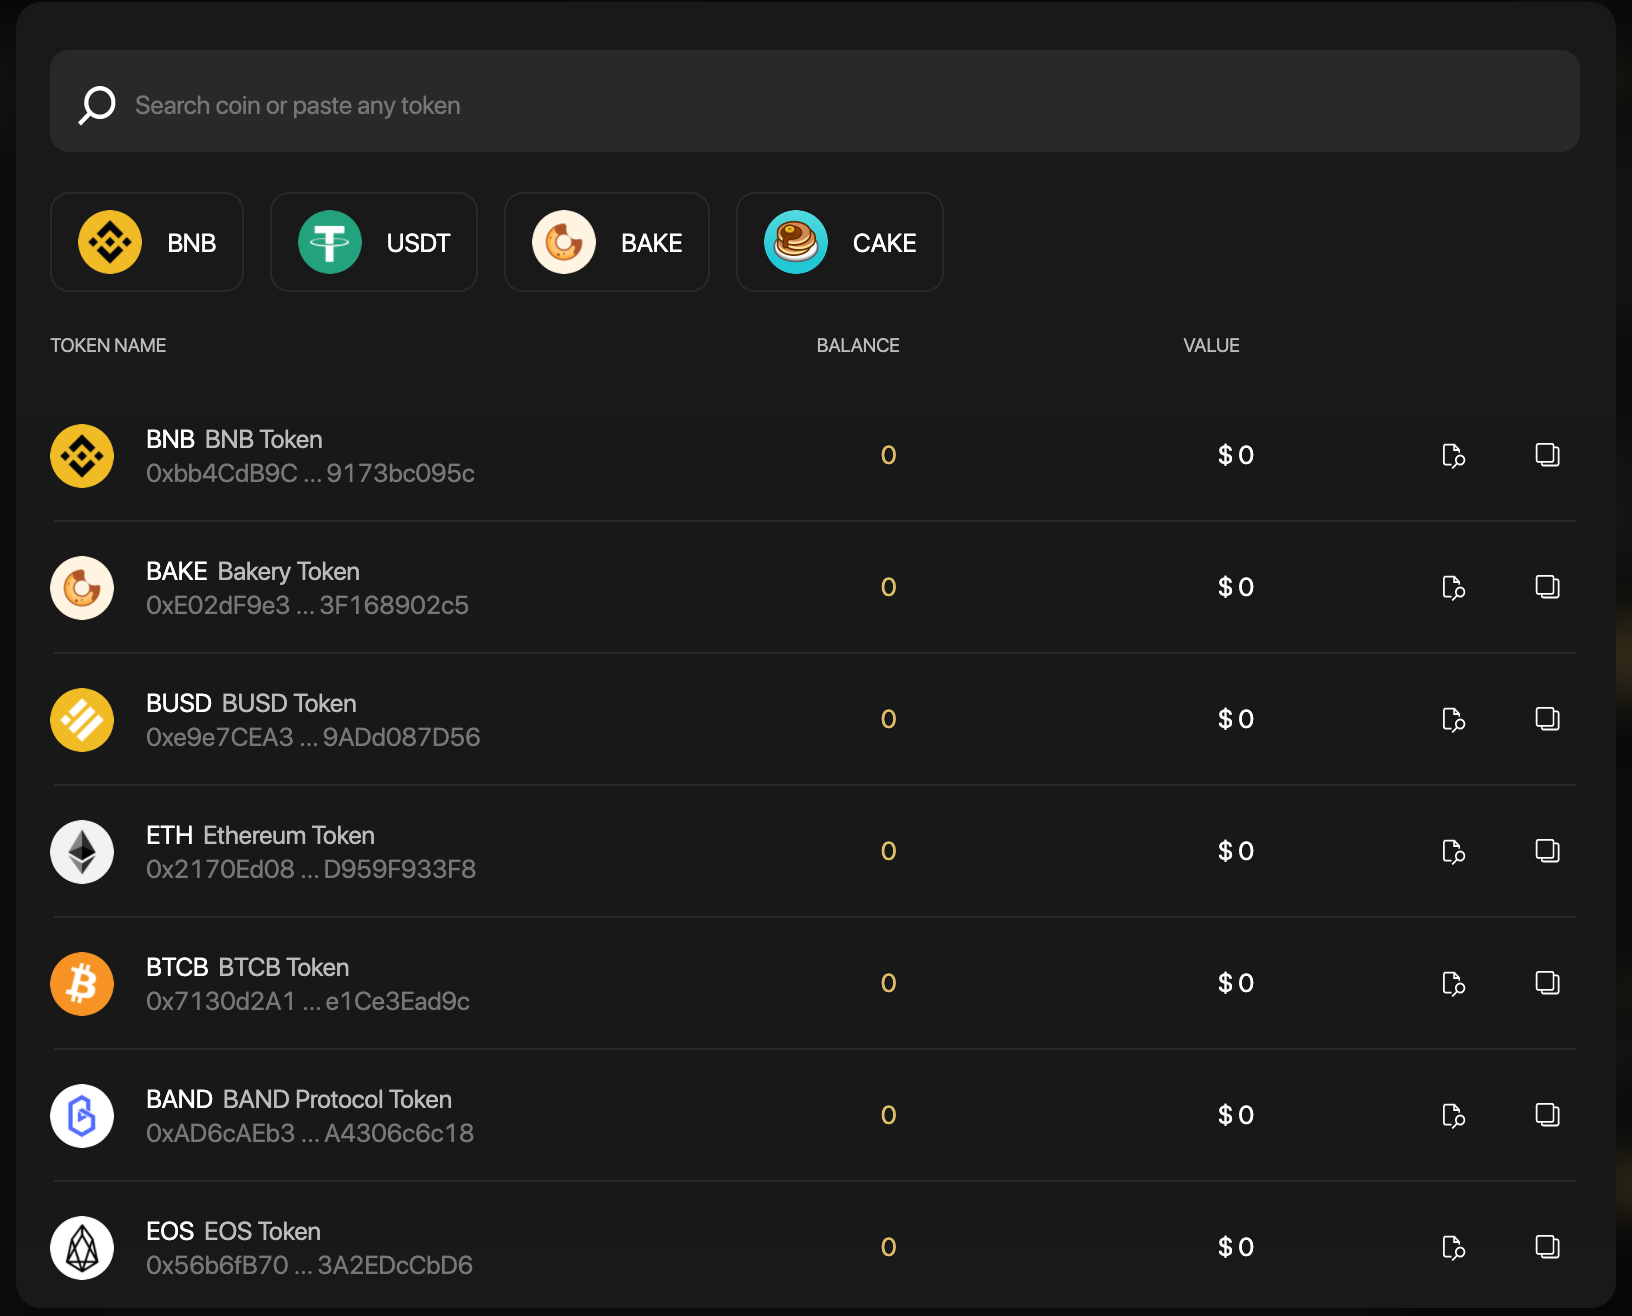 Search coin or paste any token
BNB USDT BAKE CAKE
TOKEN NAME BALANCE VALUE
BNB BNB Token
0xbb4CdB9C ... 9173bc095c 0 $ 0
BAKE Bakery Token
0xE02dF9e3 ... 3F168902c5 0 $ 0
BUSD BUSD Token
0xe9e7CEA3 ... 9ADd087D56 0 $ 0
ETH Ethereum Token
0x2170Ed08 ... D959F933F8 0 $ 0
BTCB BTCB Token
0x7130d2A1 ... e1Ce3Ead9c 0 $ 0
BAND BAND Protocol Token
0xAD6cAEb3 ... A4306c6c18 0 $ 0
EOS EOS Token
0x56b6fB70 ... 3A2EDcCbD6 0 $ 0